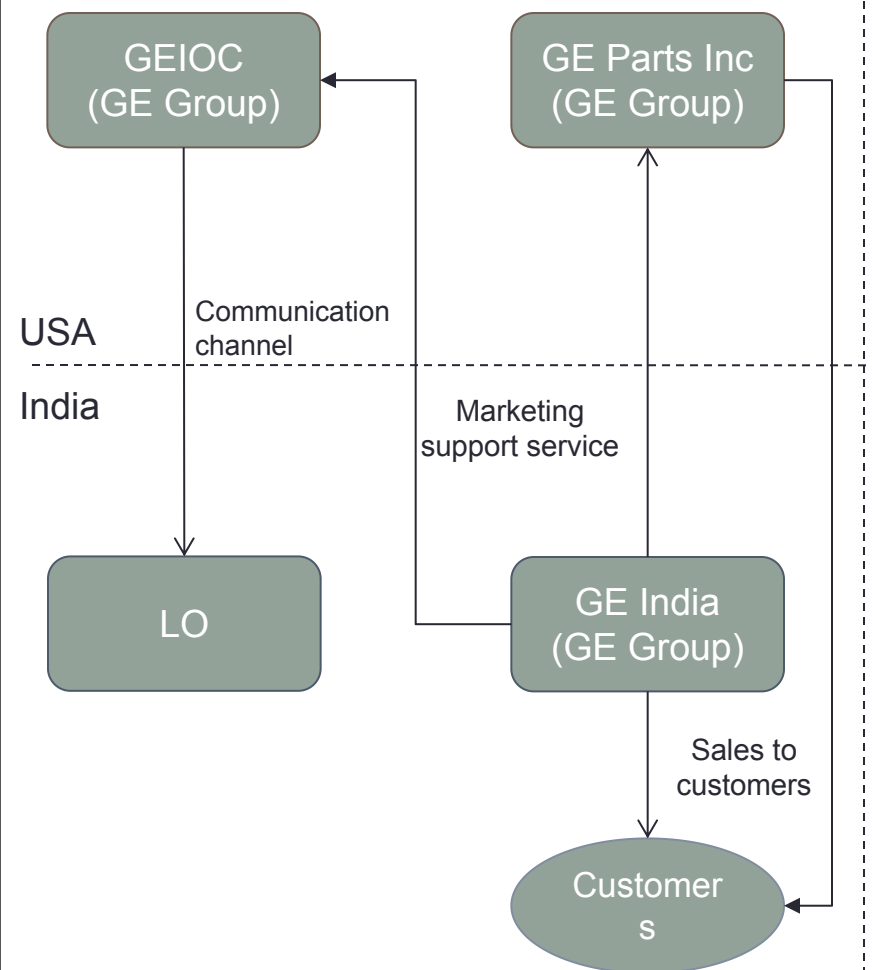 GEIOC
(GE Group)
GE Parts Inc
(GE Group)
Communication
channel
USA
India
Marketing
support service
LO
GE India
(GE Group)
Sales to
customers
Customer
s